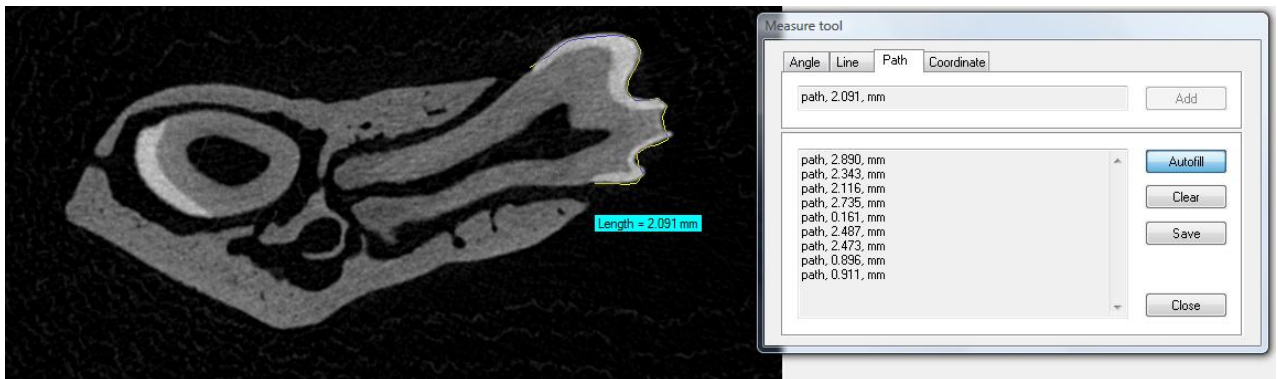 Length = 2.091 mm
Measure tool
Angle Line Path Coordinate
path, 2.091, mm
Add
path, 2.890, mm
path, 2.343, mm
path, 2.116, mm
path, 2.735, mm
path, 0.161, mm
path, 2.487, mm
path, 2.473, mm
path, 0.896, mm
path, 0.911, mm
Autofill
Clear
Save
Close